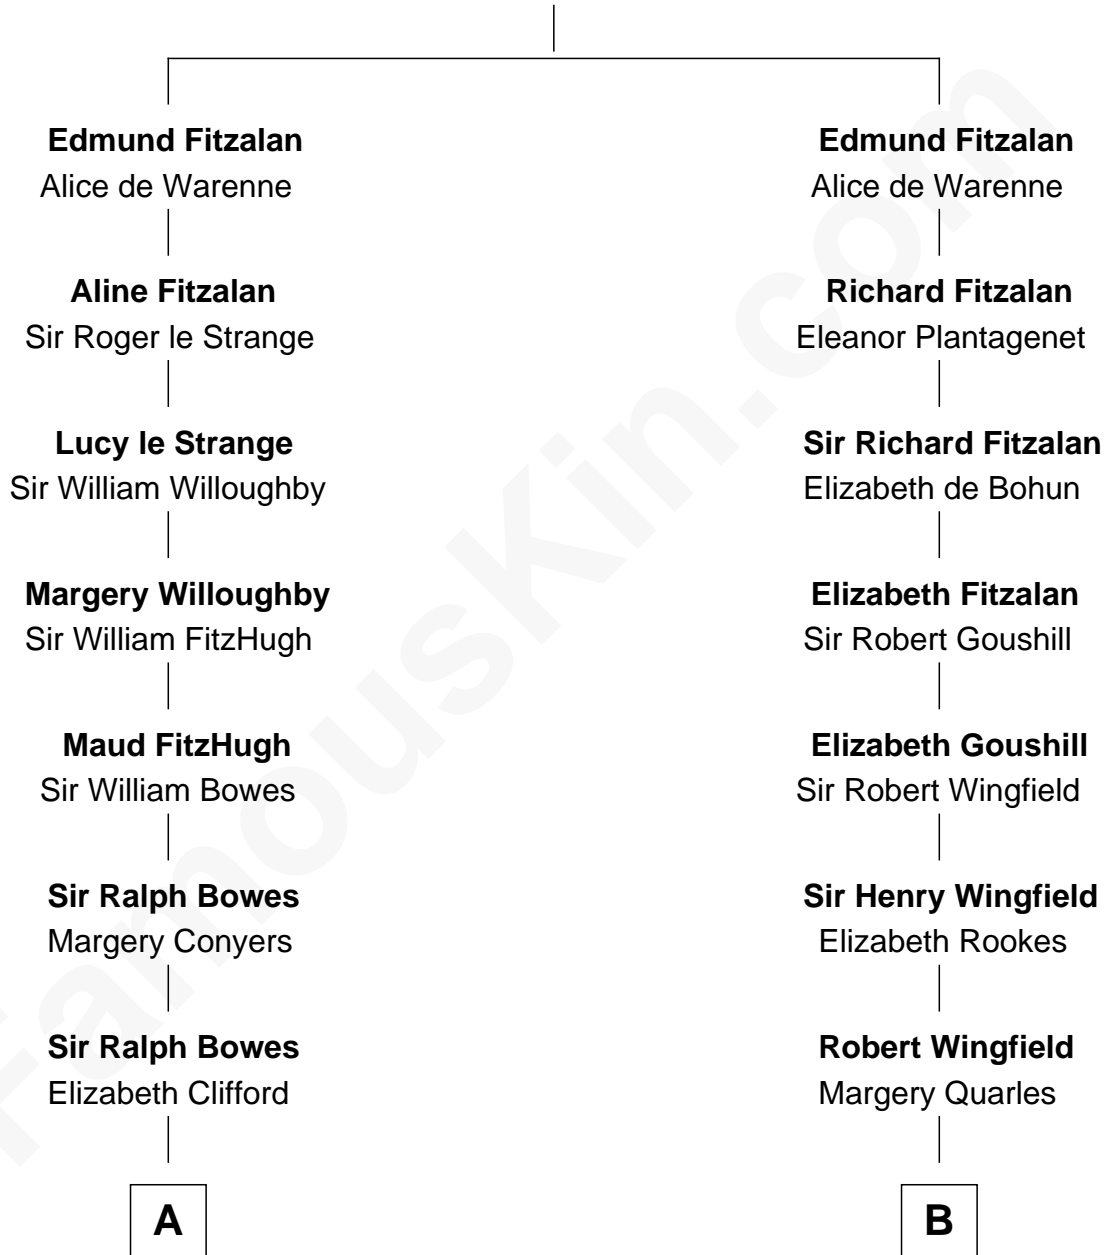 Edmund Fitzalan
Alice de Warenne
Aline Fitzalan
Sir Roger le Strange
Lucy le Strange
Sir William Willoughby
Margery Willoughby
Sir William FitzHugh
Maud FitzHugh
Sir William Bowes
Sir Ralph Bowes
Margery Conyers
Sir Ralph Bowes
Elizabeth Clifford
A
Edmund Fitzalan
Alice de Warenne
Richard Fitzalan
Eleanor Plantagenet
Sir Richard Fitzalan
Elizabeth de Bohun
Elizabeth Fitzalan
Sir Robert Goushill
Elizabeth Goushill
Sir Robert Wingfield
Sir Henry Wingfield
Elizabeth Rookes
Robert Wingfield
Margery Quarles
B
FamousKin.com